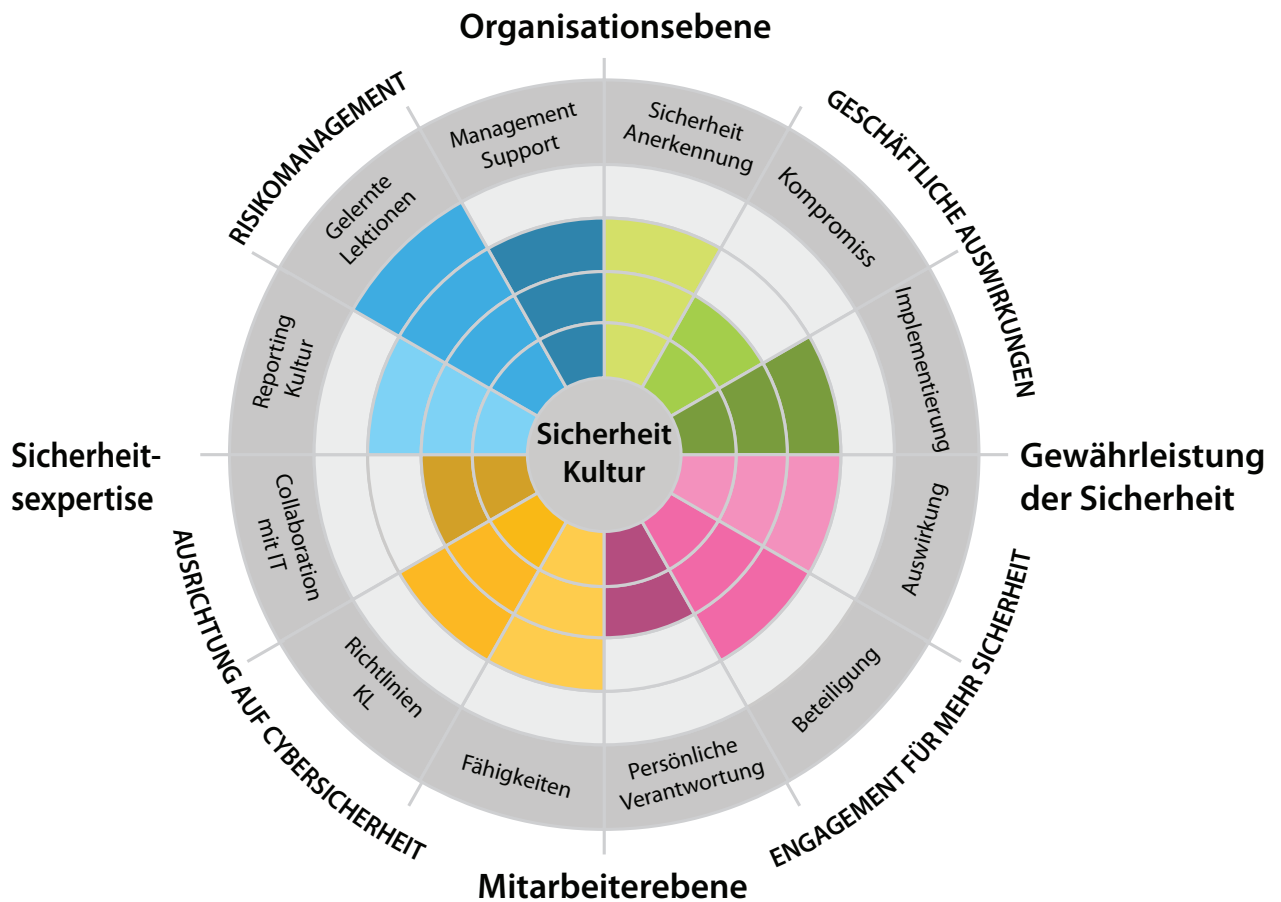 Organisationsebene
RISIKOMANAGEMENT
GESCHÄFTLICHE AUSWIRKUNGEN
Management
Support
Sicherheit
Anerkennung
Gelernte
Lektionen
Kompromiss
Reporting
Kultur
Implementierung
Sicherheit-
sexpertise
Sicherheit
Kultur
Gewährleistung
der Sicherheit
Collaboration
mit IT
Auswirkung
Richtlinien
KL
Beteiligung
Fähigkeiten
Persönliche
Verantwortung
AUSRICHTUNG AUF CYBERSICHERHEIT
ENGAGEMENT FÜR MEHR SICHERHEIT
Mitarbeiterebene